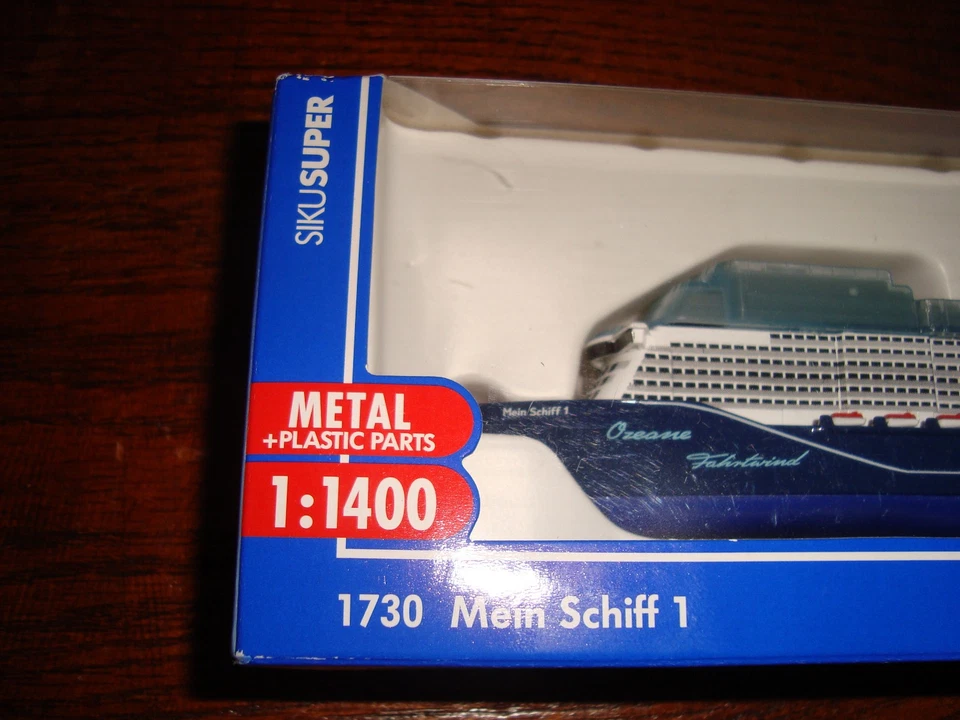 SIKUSUPER
METAL
+PLASTIC PARTS
1:1400
Mein Schiff 1
Ozeane
Fahrtwind
1730 Mein Schiff 1